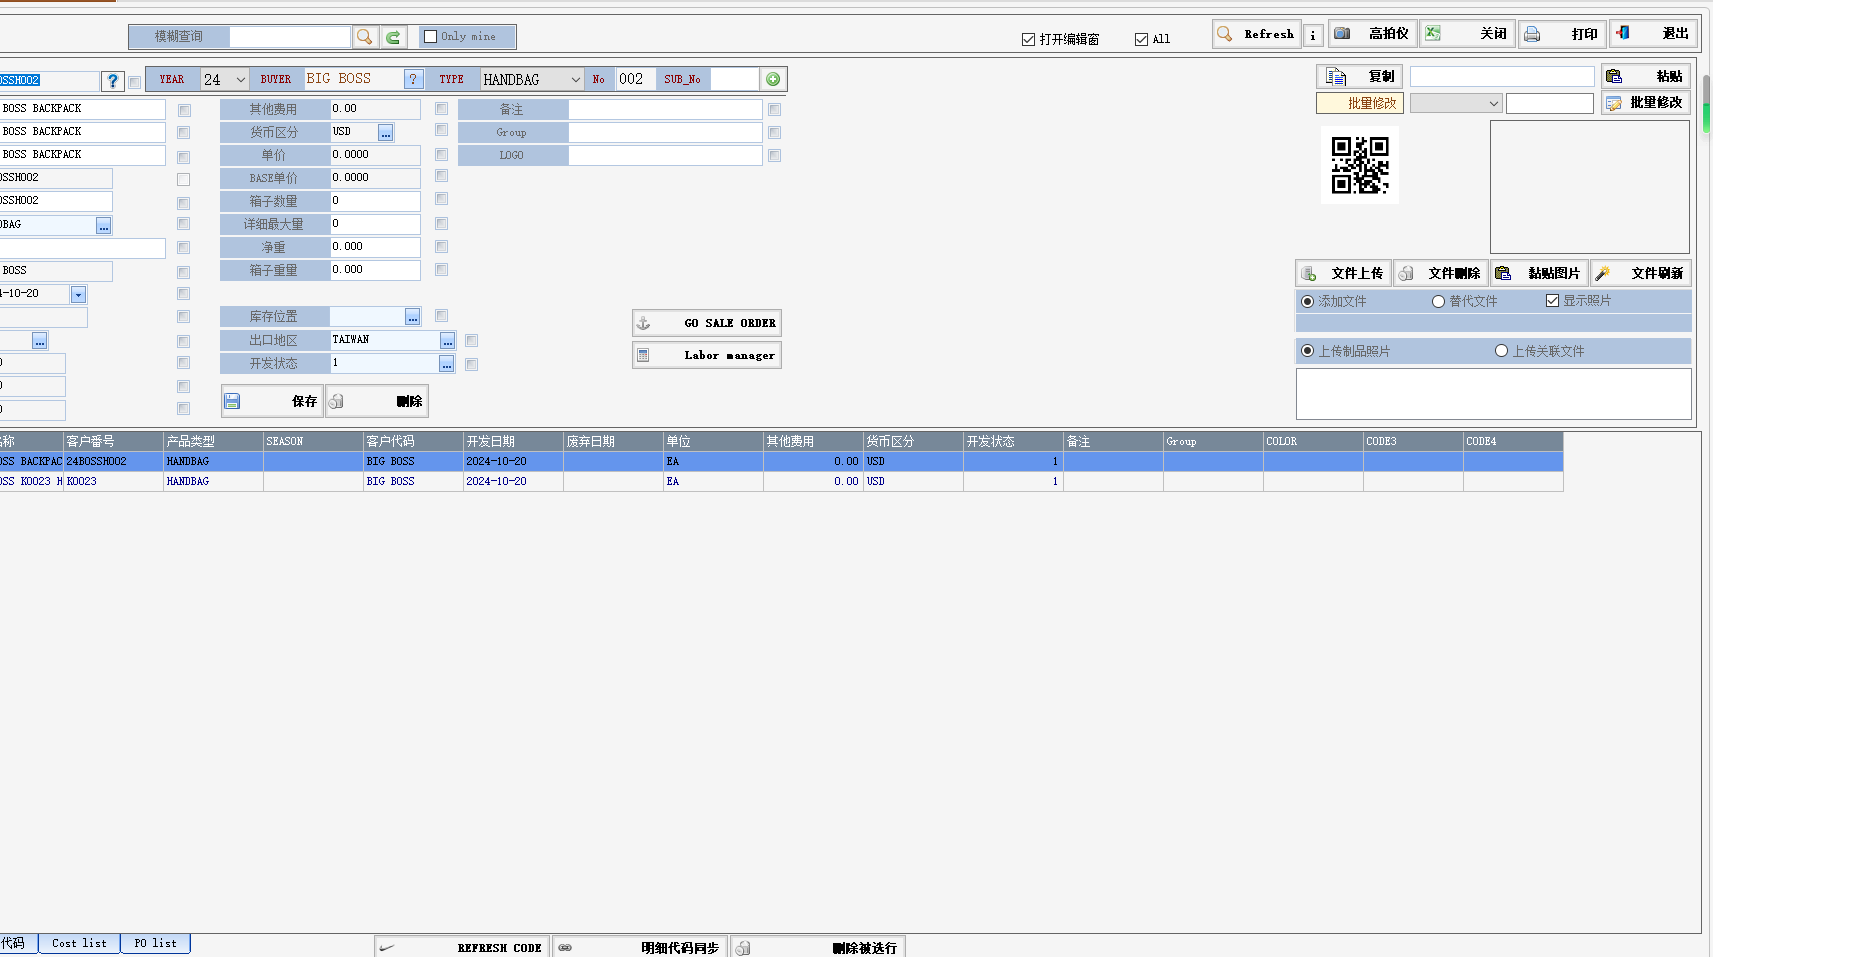 模糊查询 Only mine 打开编辑窗 All Refresh i 高拍仪 关闭 打印 退出
OSSH002 ? YEAR 24 BUYER BIG BOSS ? TYPE HANDBAG No 002 SUB_No 复制 粘贴
批量修改 批量修改
BOSS BACKPACK 其他费用 0.00 备注
BOSS BACKPACK 货币区分 USD ... Group
BOSS BACKPACK 单价 0.0000 LOGO
OSSH002 BASE单价 0.0000
OSSH002 箱子数量 0
DBAG ... 详细最大量 0
净重 0.000
BOSS 箱子重量 0.000
文件上传 文件删除 黏贴图片 文件刷新
4-10-20
添加文件 替代文件 显示照片
库存位置 ...
GO SALE ORDER
... 出口地区 TAIWAN ...
上传制品照片 上传关联文件
Labor manager
0 开发状态 1 ...
0
保存 删除
0
名称 客户番号 产品类型 SEASON 客户代码 开发日期 废弃日期 单位 其他费用 货币区分 开发状态 备注 Group COLOR CODE3 CODE4
OSS BACKPAC 24BOSSH002 HANDBAG BIG BOSS 2024-10-20 EA 0.00 USD 1
OSS K0023 H K0023 HANDBAG BIG BOSS 2024-10-20 EA 0.00 USD 1
代码 Cost list PO list REFRESH CODE 明细代码同步 删除被选行